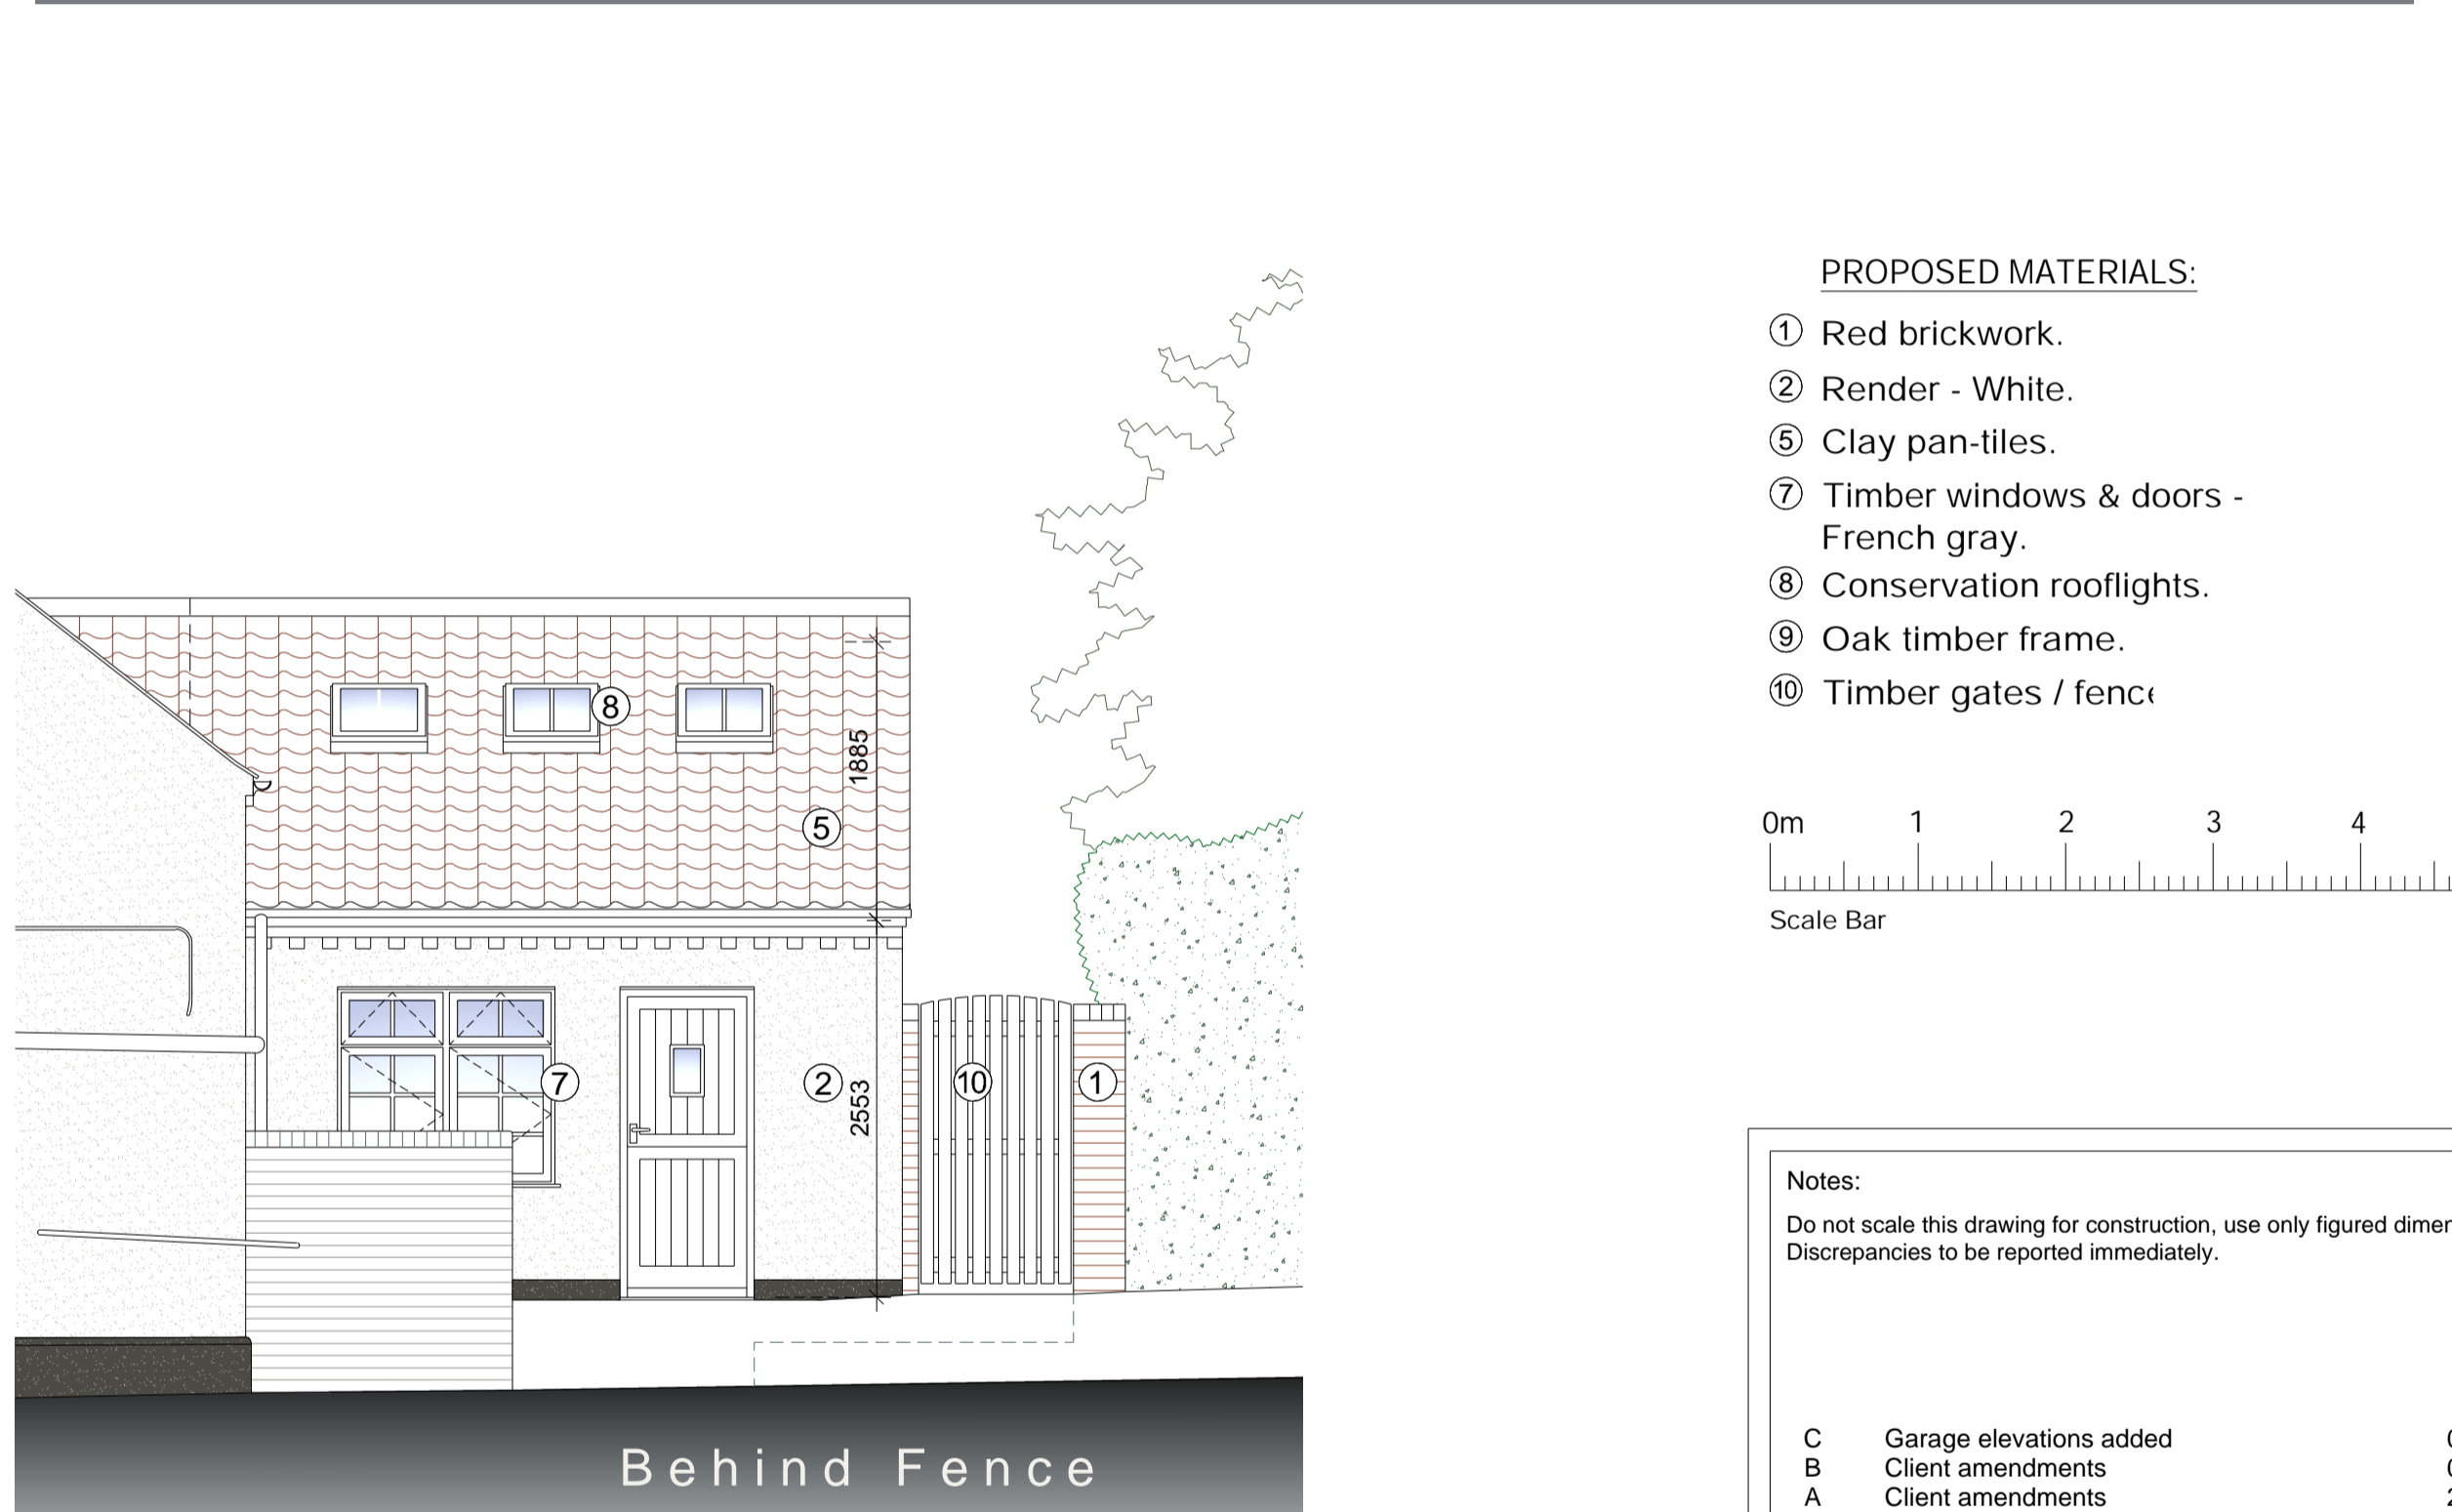 PROPOSED MATERIALS:
1 Red brickwork.
2 Render - White.
5 Clay pan-tiles.
7 Timber windows & doors -
French gray.
8 Conservation rooflights.
9 Oak timber frame.
10 Timber gates / fence
0m 1 2 3 4
Scale Bar
8
1885
5
7
2
2553
10
1
Behind Fence
Notes:
Do not scale this drawing for construction, use only figured
Discrepancies to be reported immediately.
C Garage elevations added
B Client amendments
A Client amendments